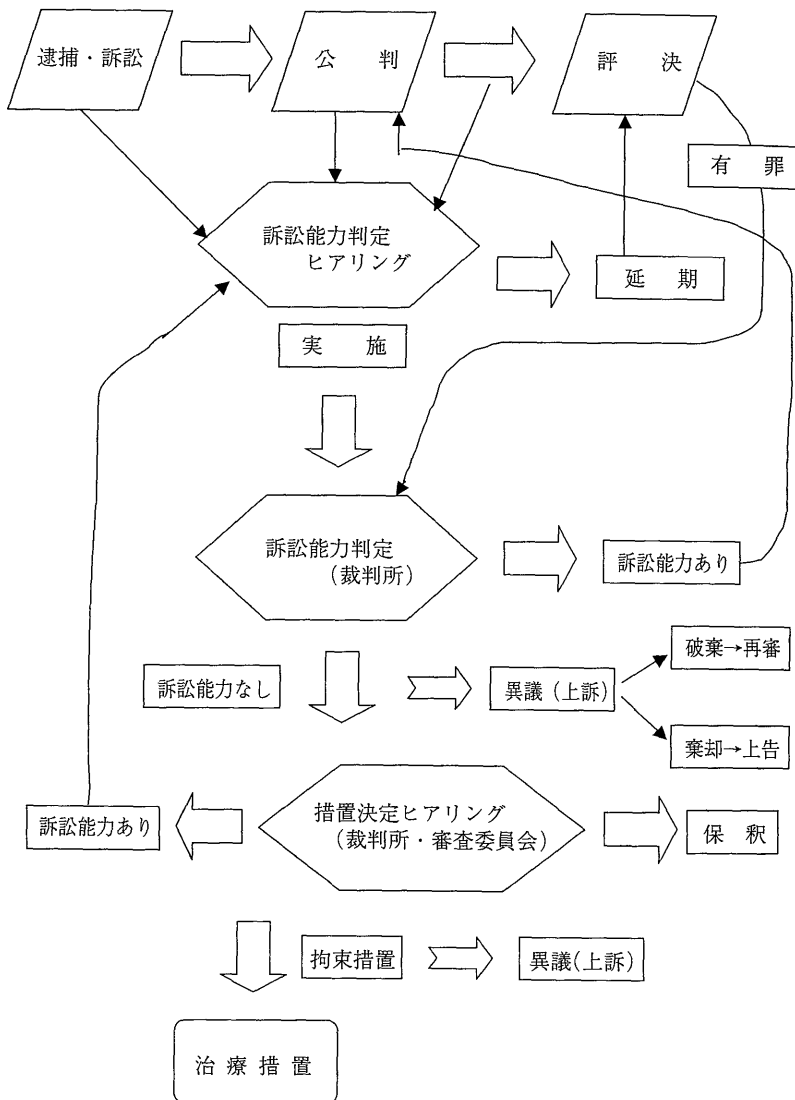 逮捕・訴訟
公 判
評 決
有 罪
訴訟能力判定
ヒアリング
延 期
実 施
訴訟能力判定
(裁判所)
訴訟能力あり
破棄→再審
訴訟能力なし
異議(上訴)
棄却→上告
措置決定ヒアリング
(裁判所・審査委員会)
訴訟能力あり
保 釈
拘束措置
異議(上訴)
治 療 措 置